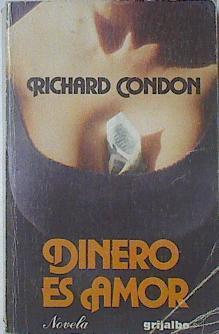 RICHARD CONDON
DINERO
ES AMOR
Novela
grijalbo